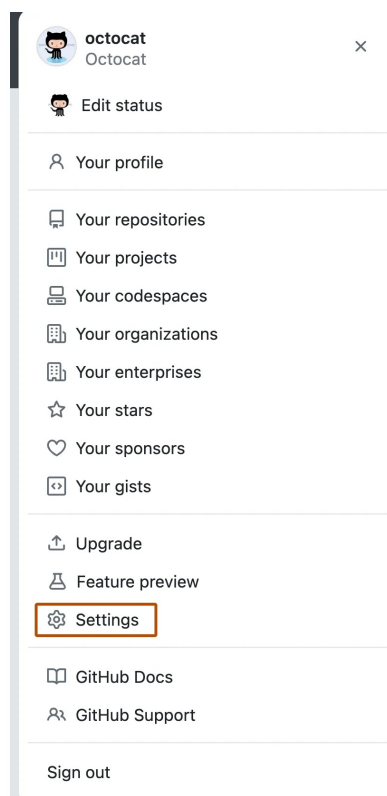 octocat
Octocat
Edit status
Your profile
Your repositories
Your projects
Your codespaces
Your organizations
Your enterprises
Your stars
Your sponsors
Your gists
Upgrade
Feature preview
Settings
GitHub Docs
GitHub Support
Sign out